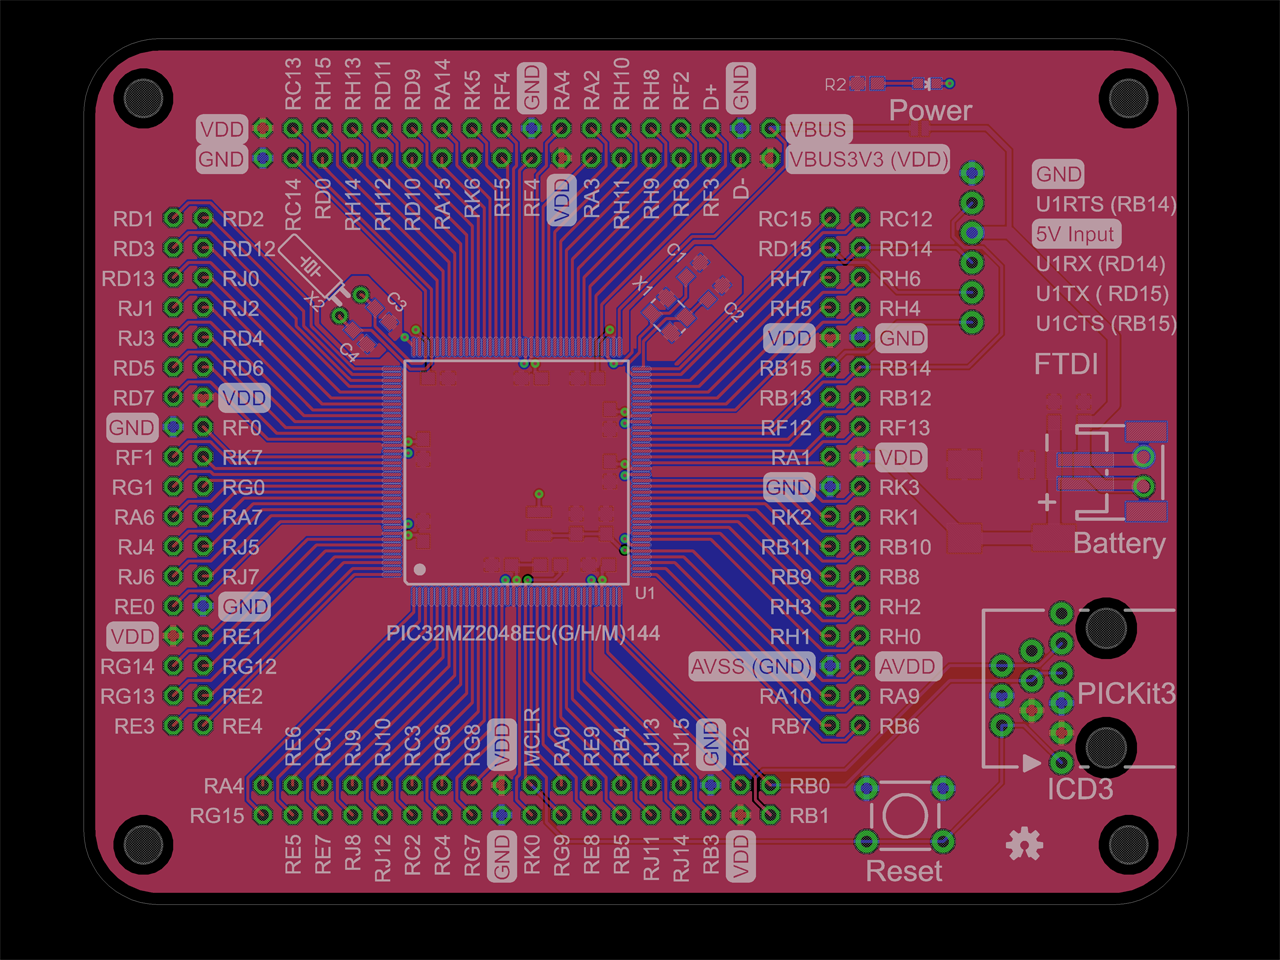 RC13 RH15 RH13 RD11 RD9 RA14 RK5 RF4 GND RA4 RA2 RH10 RH8 RF2 D+ GND
R2
Power
VDD
VBUS
GND
VBUS3V3 (VDD)
RC14 RD0 RH14 RH12 RD10 RA15 RK6 RF5 RF4 VDD RA3 RH11 RH9 RF8 RF3 D-
GND
U1RTS (RB14)
5V Input
U1RX (RD14)
U1TX ( RD15)
U1CTS (RB15)
FTDI
RD1 RD2
RD3 RD12
RD13 RJ0
RJ1 RJ2
RJ3 RD4
RD5 RD6
RD7 VDD
GND RF0
RF1 RK7
RG1 RG0
RA6 RA7
RJ4 RJ5
RJ6 RJ7
RE0 GND
VDD RE1
RG14 RG12
RG13 RE2
RE3 RE4
X2
C3
C4
C1
X1
C2
RC15 RC12
RD15 RD14
RH7 RH6
RH5 RH4
VDD GND
RB15 RB14
RB13 RB12
RF12 RF13
RA1 VDD
GND RK3
RK2 RK1
RB11 RB10
RB9 RB8
RH3 RH2
RH1 RH0
AVSS (GND) AVDD
RA10 RA9
RB7 RB6
- +
Battery
U1
PIC32MZ2048EC(G/H/M)144
PICKit3
ICD3
RE6 RC1 RJ9 RJ10 RC3 RG6 RG8 VDD MCLR RA0 RE9 RB4 RJ13 RJ15 GND RB2
RA4 RB0
RG15 RB1
RE5 RE7 RJ8 RJ12 RC2 RC4 RG7 GND RK0 RG9 RE8 RB5 RJ11 RJ14 RB3 VDD
Reset